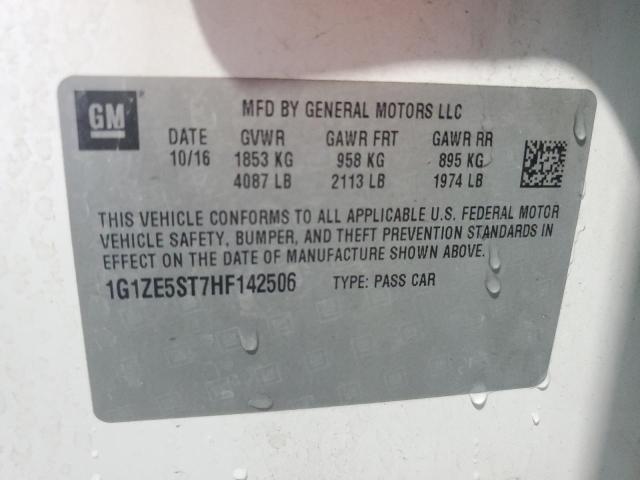 GM
MFD BY GENERAL MOTORS LLC
DATE GVWR GAWR FRT GAWR RR
10/16 1853 KG 958 KG 895 KG
4087 LB 2113 LB 1974 LB
THIS VEHICLE CONFORMS TO ALL APPLICABLE U.S. FEDERAL MOTOR
VEHICLE SAFETY, BUMPER, AND THEFT PREVENTION STANDARDS IN
EFFECT ON THE DATE OF MANUFACTURE SHOWN ABOVE.
1G1ZE5ST7HF142506 TYPE: PASS CAR